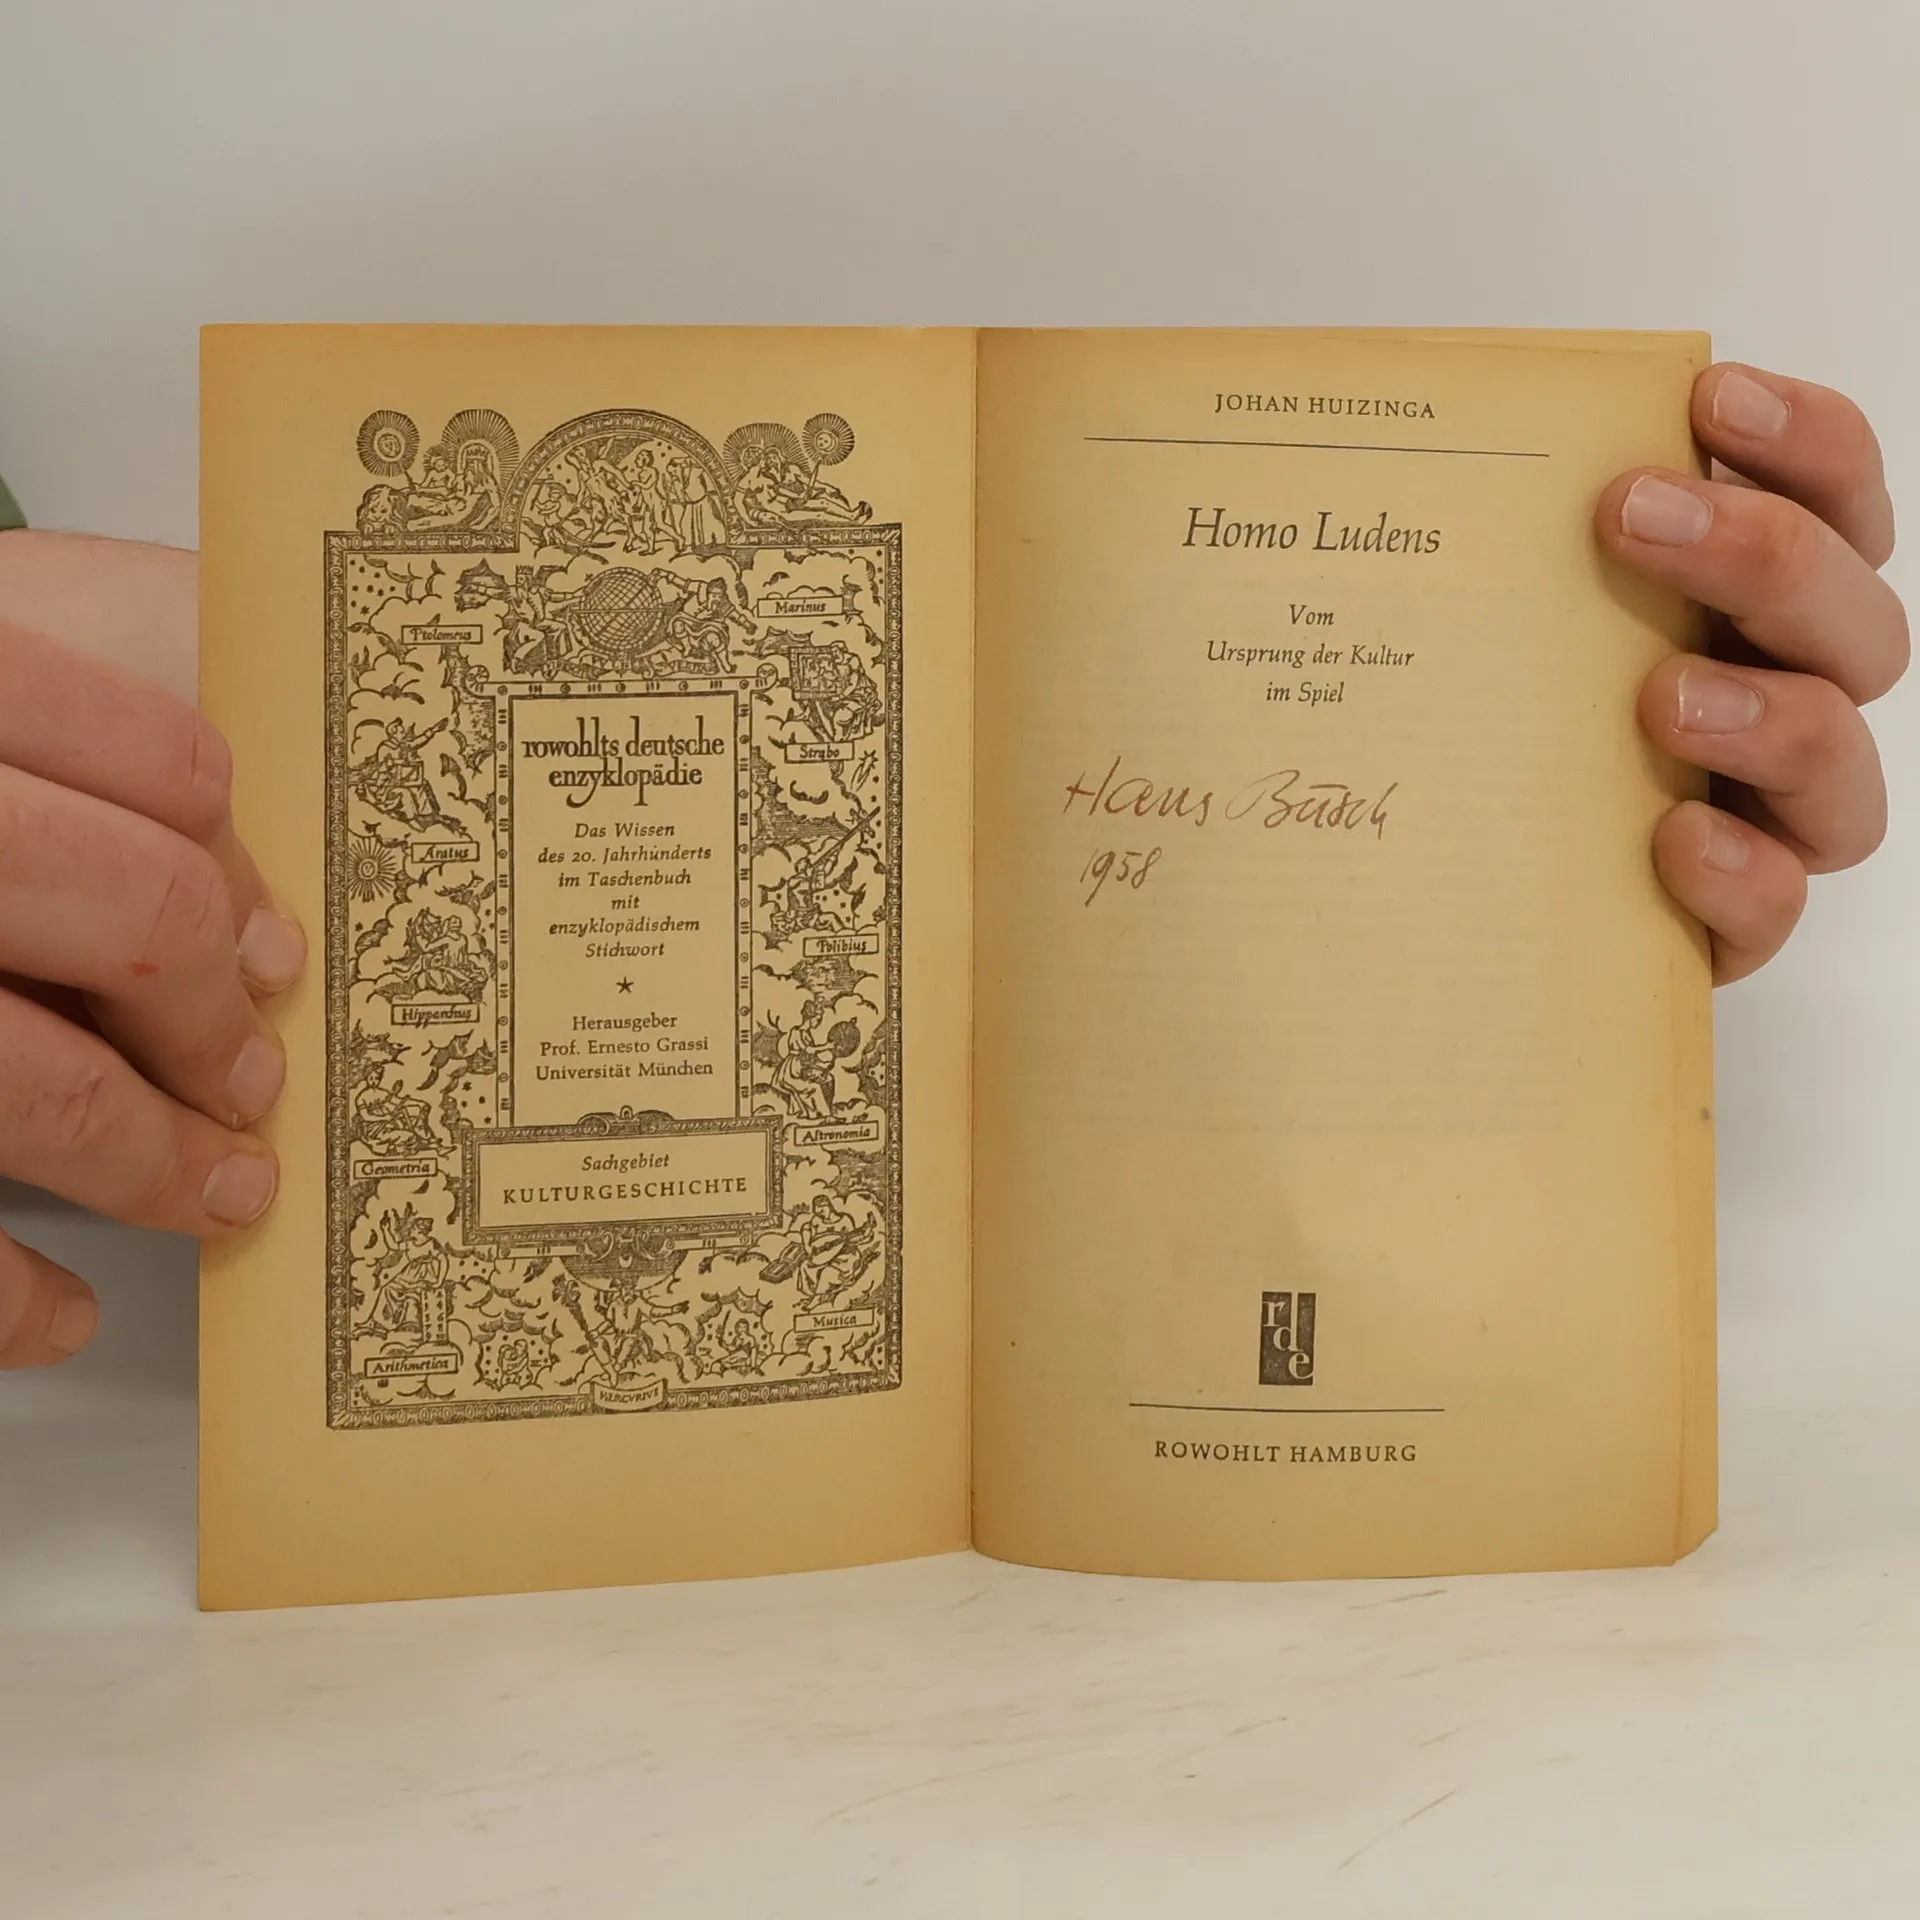 Ptolomeus
Marinus
Strabo
Aratus
Polibius
Hipparchus
Astronomia
Geometria
Musica
Arithmetica
MERCVRIVS
rowohlts deutsche
enzyklopädie
Das Wissen
des 20. Jahrhunderts
im Taschenbuch
mit
enzyklopädischem
Stichwort
Herausgeber
Prof. Ernesto Grassi
Universität München
Sachgebiet
KULTURGESCHICHTE
JOHAN HUIZINGA
Homo Ludens
Vom
Ursprung der Kultur
im Spiel
Hans Busch
1958
rde
ROWOHLT HAMBURG